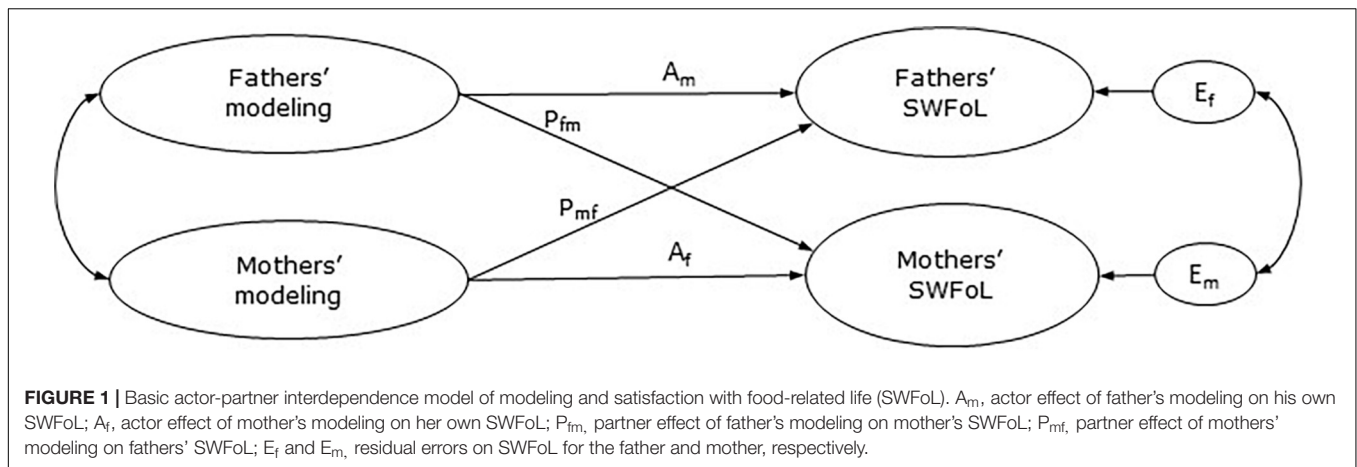 Fathers'
modeling
A_m
Fathers'
SWFoL
E_f
P_fm
P_mf
Mothers'
modeling
A_f
Mothers'
SWFoL
E_m
FIGURE 1 | Basic actor-partner interdependence model of modeling and satisfaction with food-related life (SWFoL). A_m, actor effect of father's modeling on his own
SWFoL; A_f, actor effect of mother's modeling on her own SWFoL; P_fm, partner effect of father's modeling on mother's SWFoL; P_mf, partner effect of mothers'
modeling on fathers' SWFoL; E_f and E_m, residual errors on SWFoL for the father and mother, respectively.